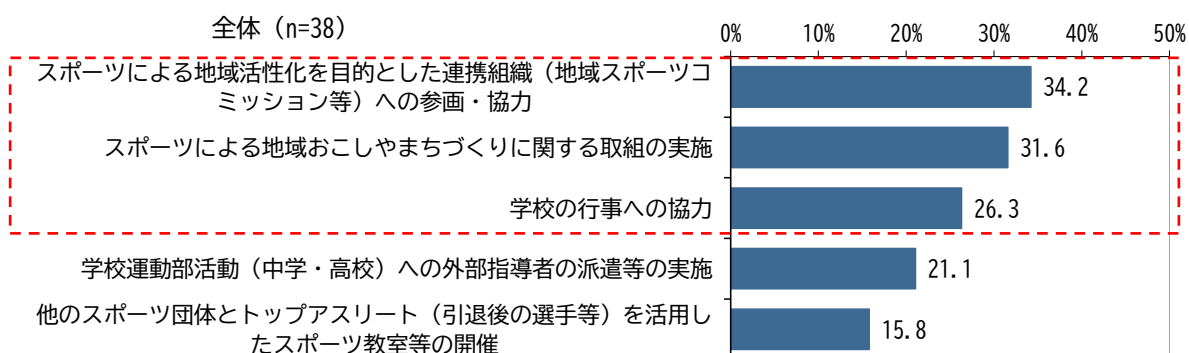 全体（n=38）
0% 10% 20% 30% 40% 50%
スポーツによる地域活性化を目的とした連携組織（地域スポーツコ
ミッション等）への参画・協力
34.2
スポーツによる地域おこしやまちづくりに関する取組の実施
31.6
学校の行事への協力
26.3
学校運動部活動（中学・高校）への外部指導者の派遣等の実施
21.1
他のスポーツ団体とトップアスリート（引退後の選手等）を活用し
たスポーツ教室等の開催
15.8